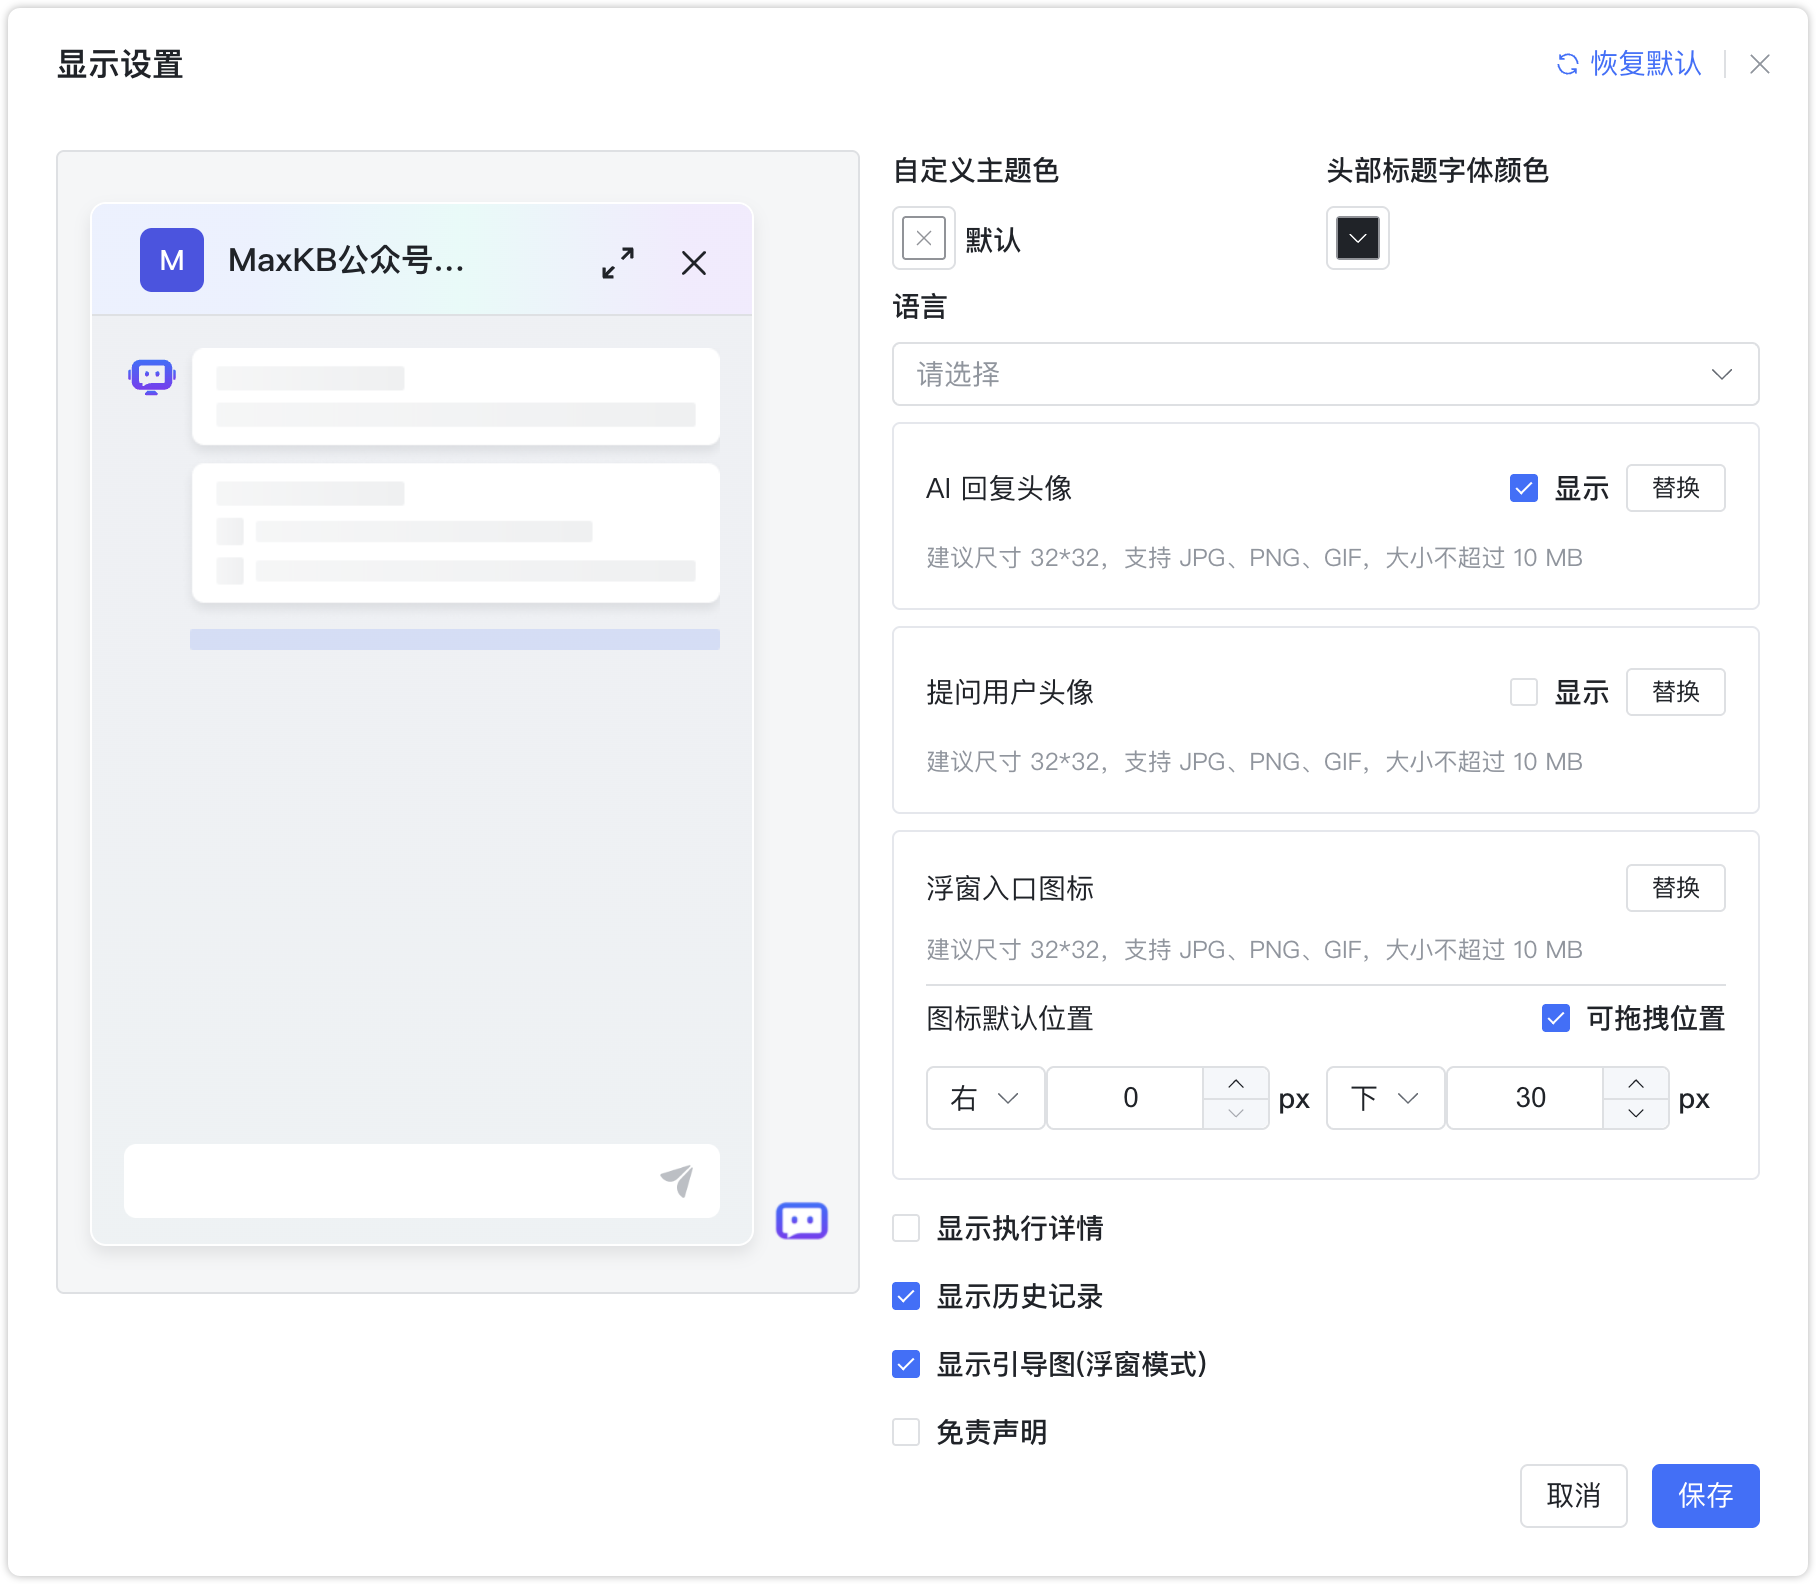 显示设置
恢复默认
M
MaxKB公众号...
自定义主题色
头部标题字体颜色
默认
语言
请选择
AI 回复头像
显示
替换
建议尺寸 32*32，支持 JPG、PNG、GIF，大小不超过 10 MB
提问用户头像
显示
替换
建议尺寸 32*32，支持 JPG、PNG、GIF，大小不超过 10 MB
浮窗入口图标
替换
建议尺寸 32*32，支持 JPG、PNG、GIF，大小不超过 10 MB
图标默认位置
可拖拽位置
右 0 px 下 30 px
显示执行详情
显示历史记录
显示引导图(浮窗模式)
免责声明
取消
保存